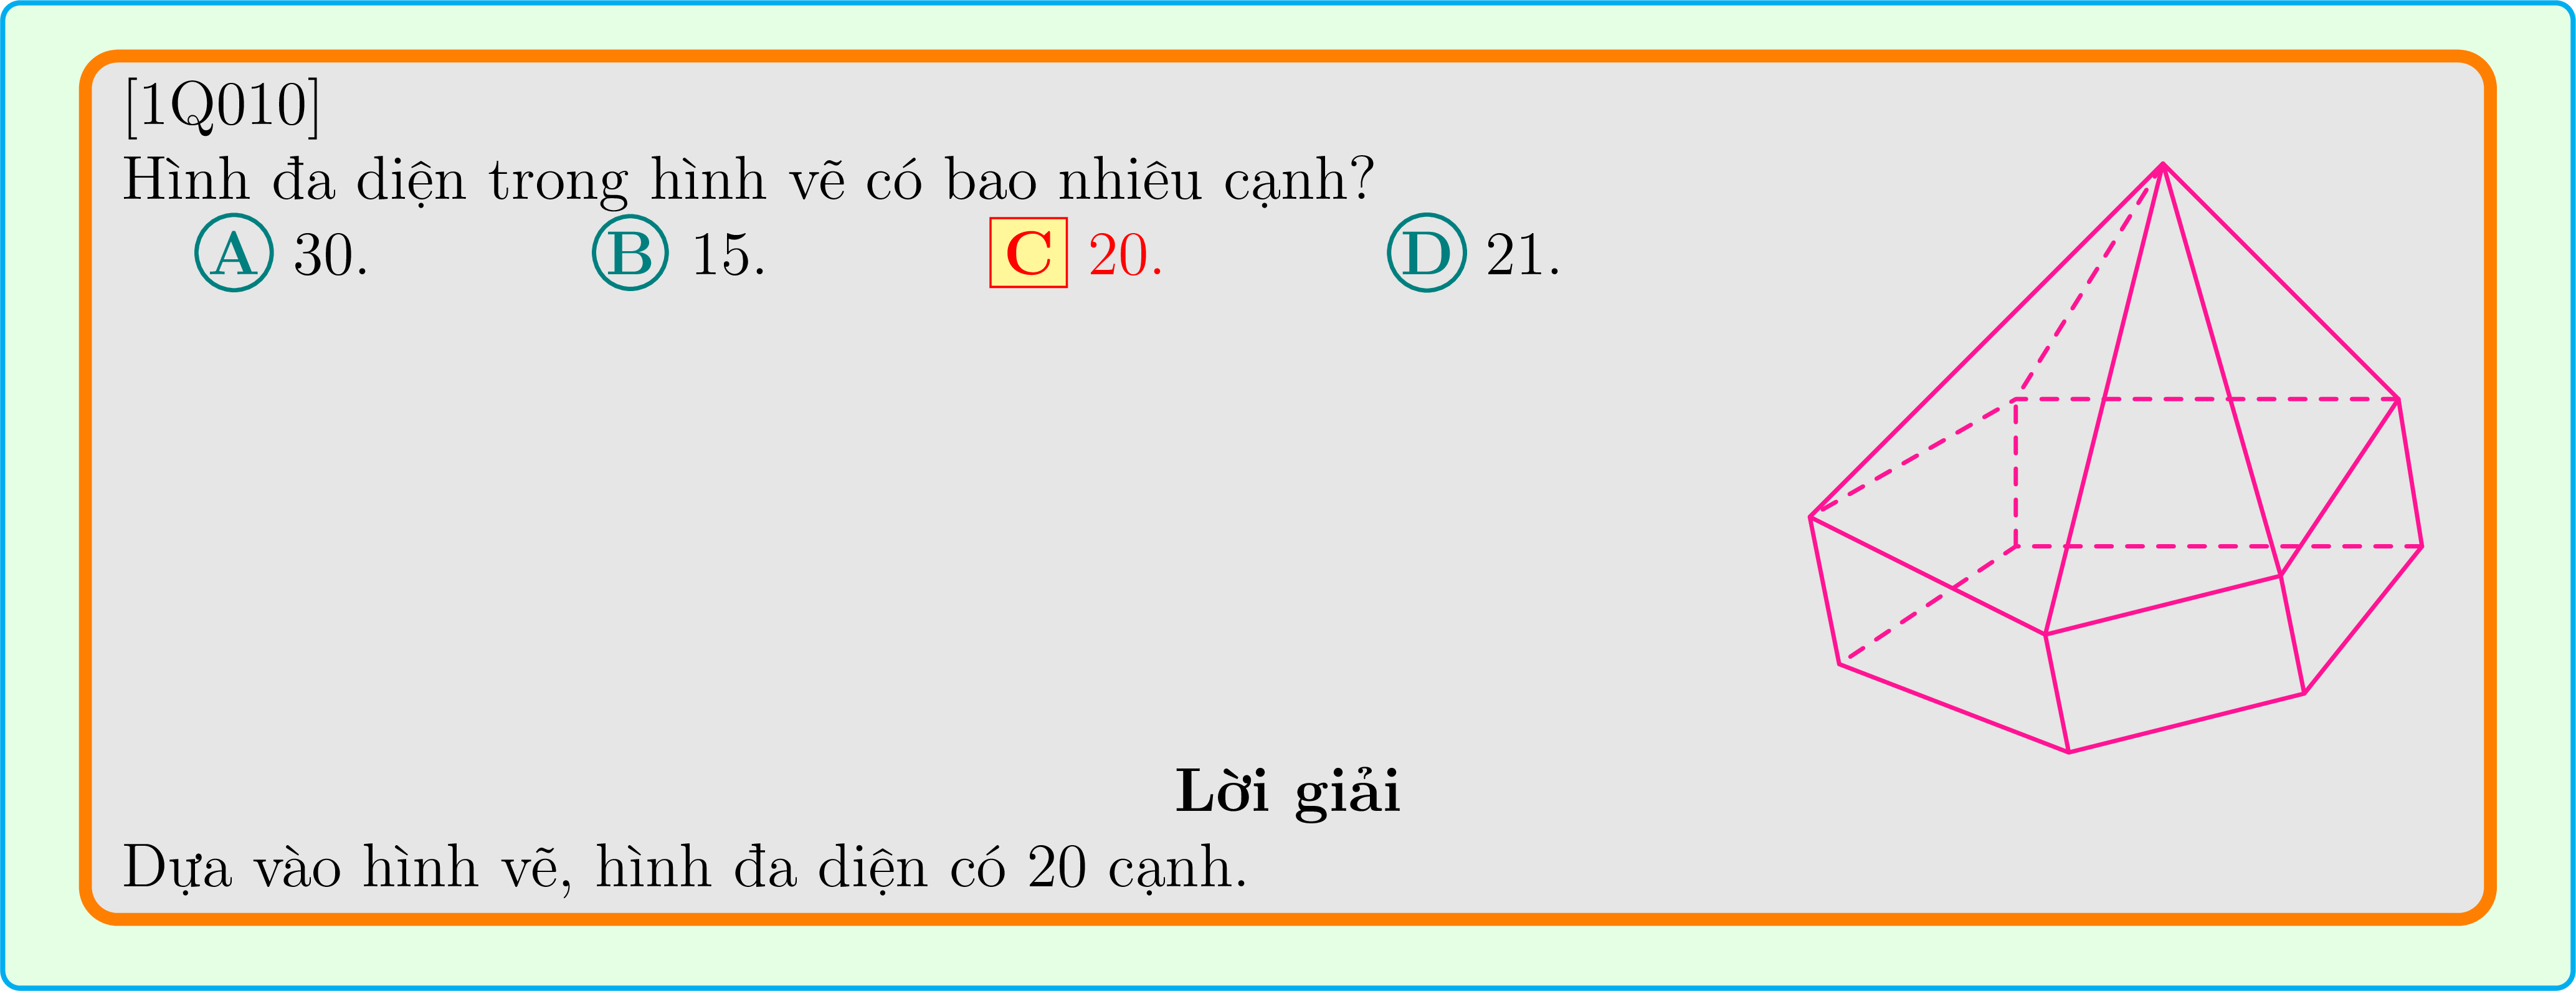 [1Q010]
Hình đa diện trong hình vẽ có bao nhiêu cạnh?
A 30. B 15. C 20. D 21.
Lời giải
Dựa vào hình vẽ, hình đa diện có 20 cạnh.